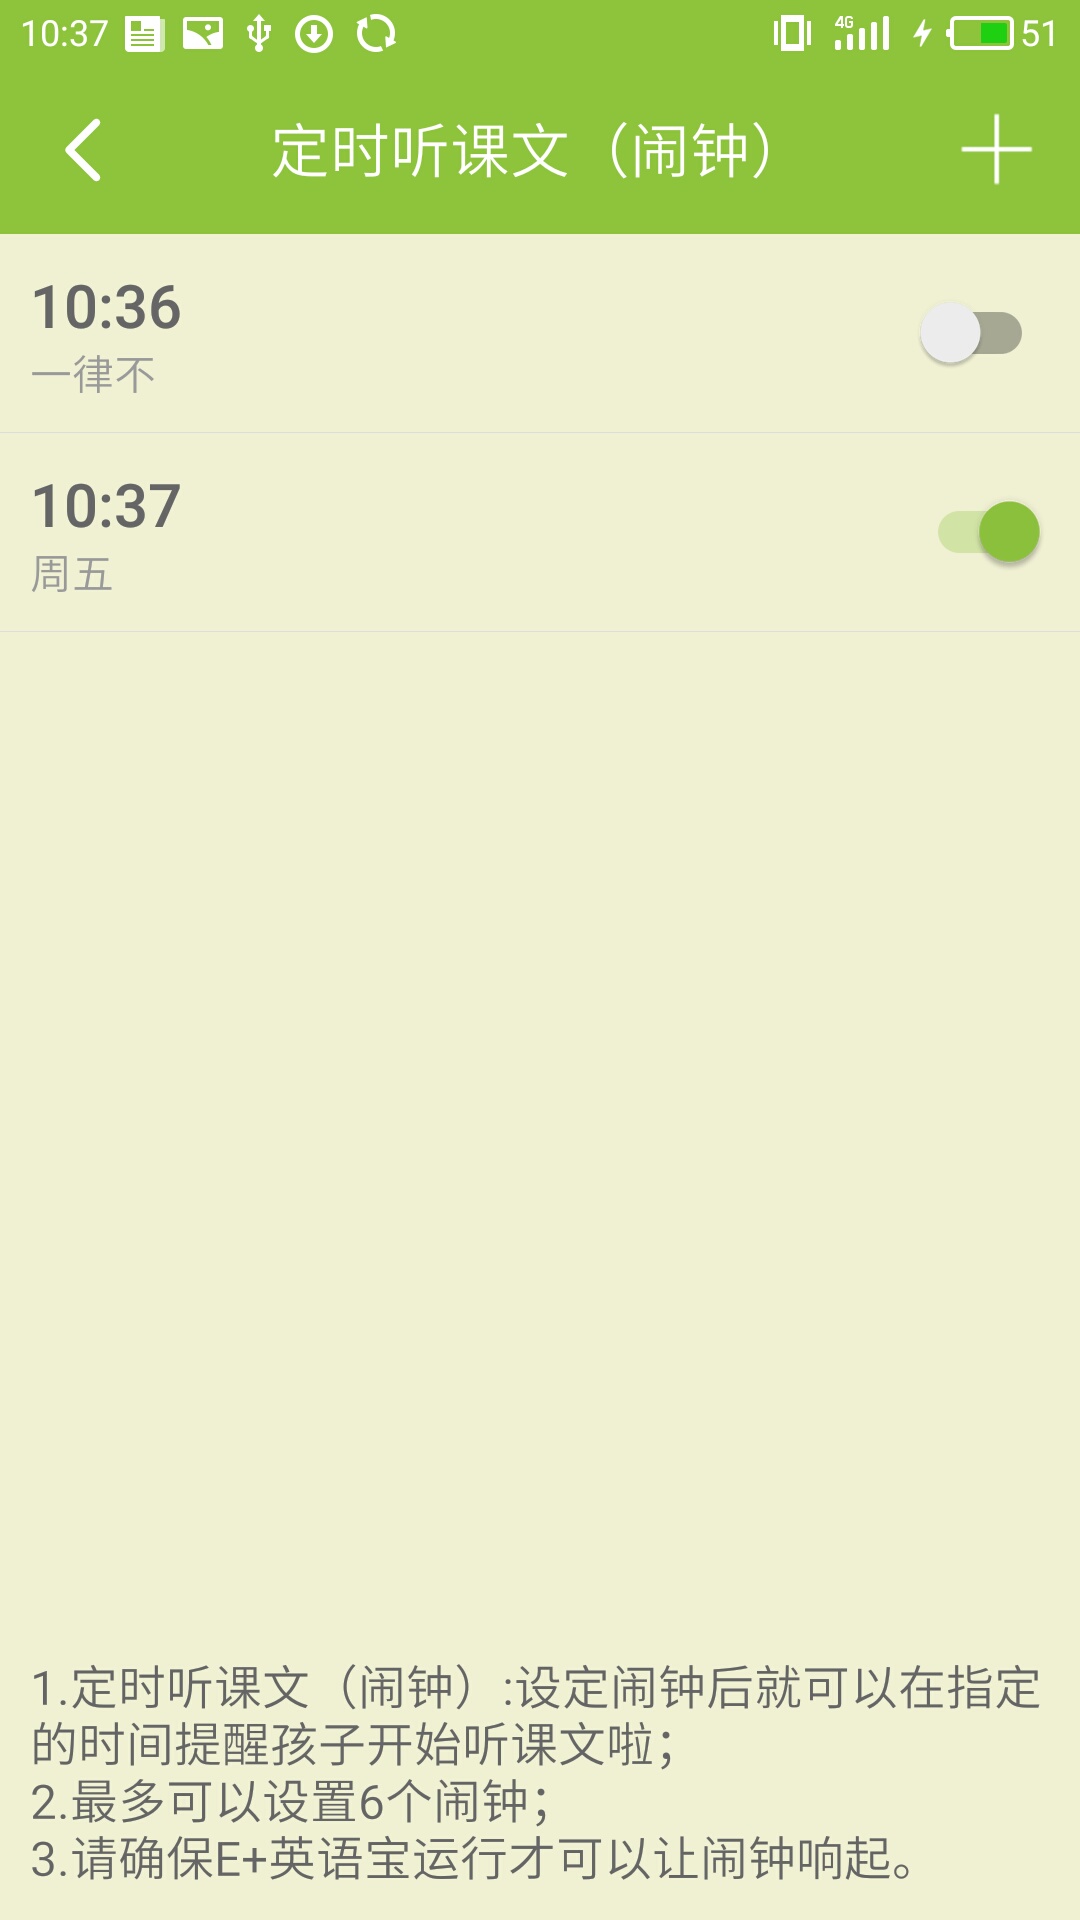 10:37
4G
51
定时听课文（闹钟）
10:36
一律不
10:37
周五
1.定时听课文（闹钟）:设定闹钟后就可以在指定
的时间提醒孩子开始听课文啦；
2.最多可以设置6个闹钟；
3.请确保E+英语宝运行才可以让闹钟响起。